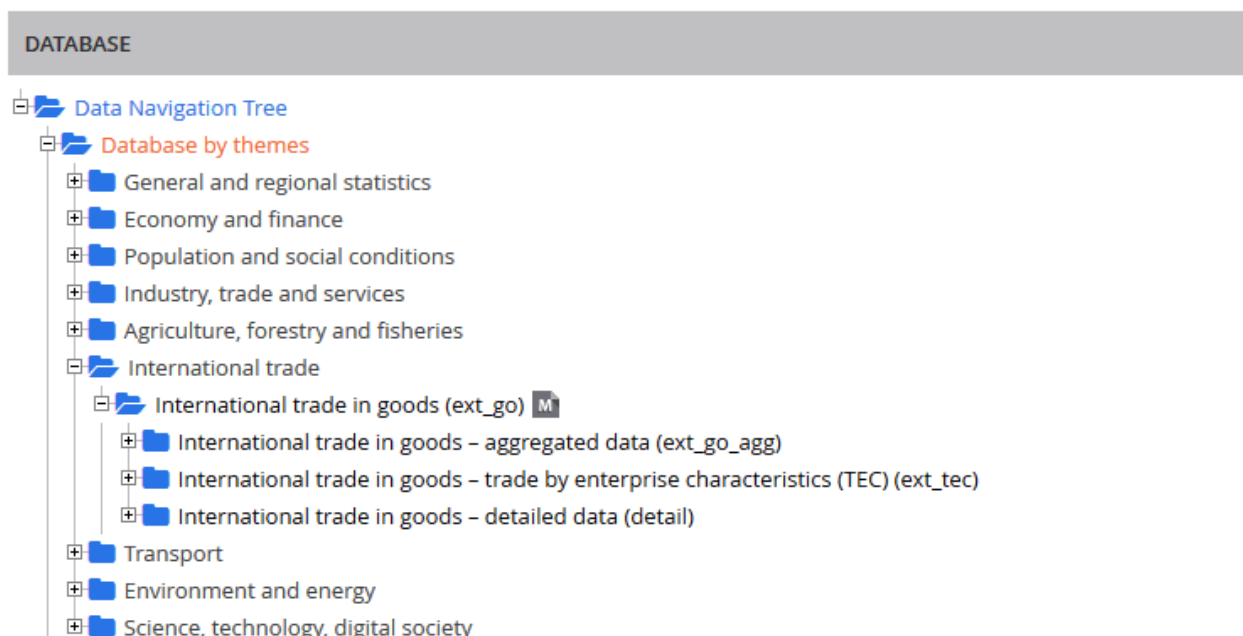 DATABASE
Data Navigation Tree
Database by themes
General and regional statistics
Economy and finance
Population and social conditions
Industry, trade and services
Agriculture, forestry and fisheries
International trade
International trade in goods (ext_go) M
International trade in goods – aggregated data (ext_go_agg)
International trade in goods – trade by enterprise characteristics (TEC) (ext_tec)
International trade in goods – detailed data (detail)
Transport
Environment and energy
Science, technology, digital society